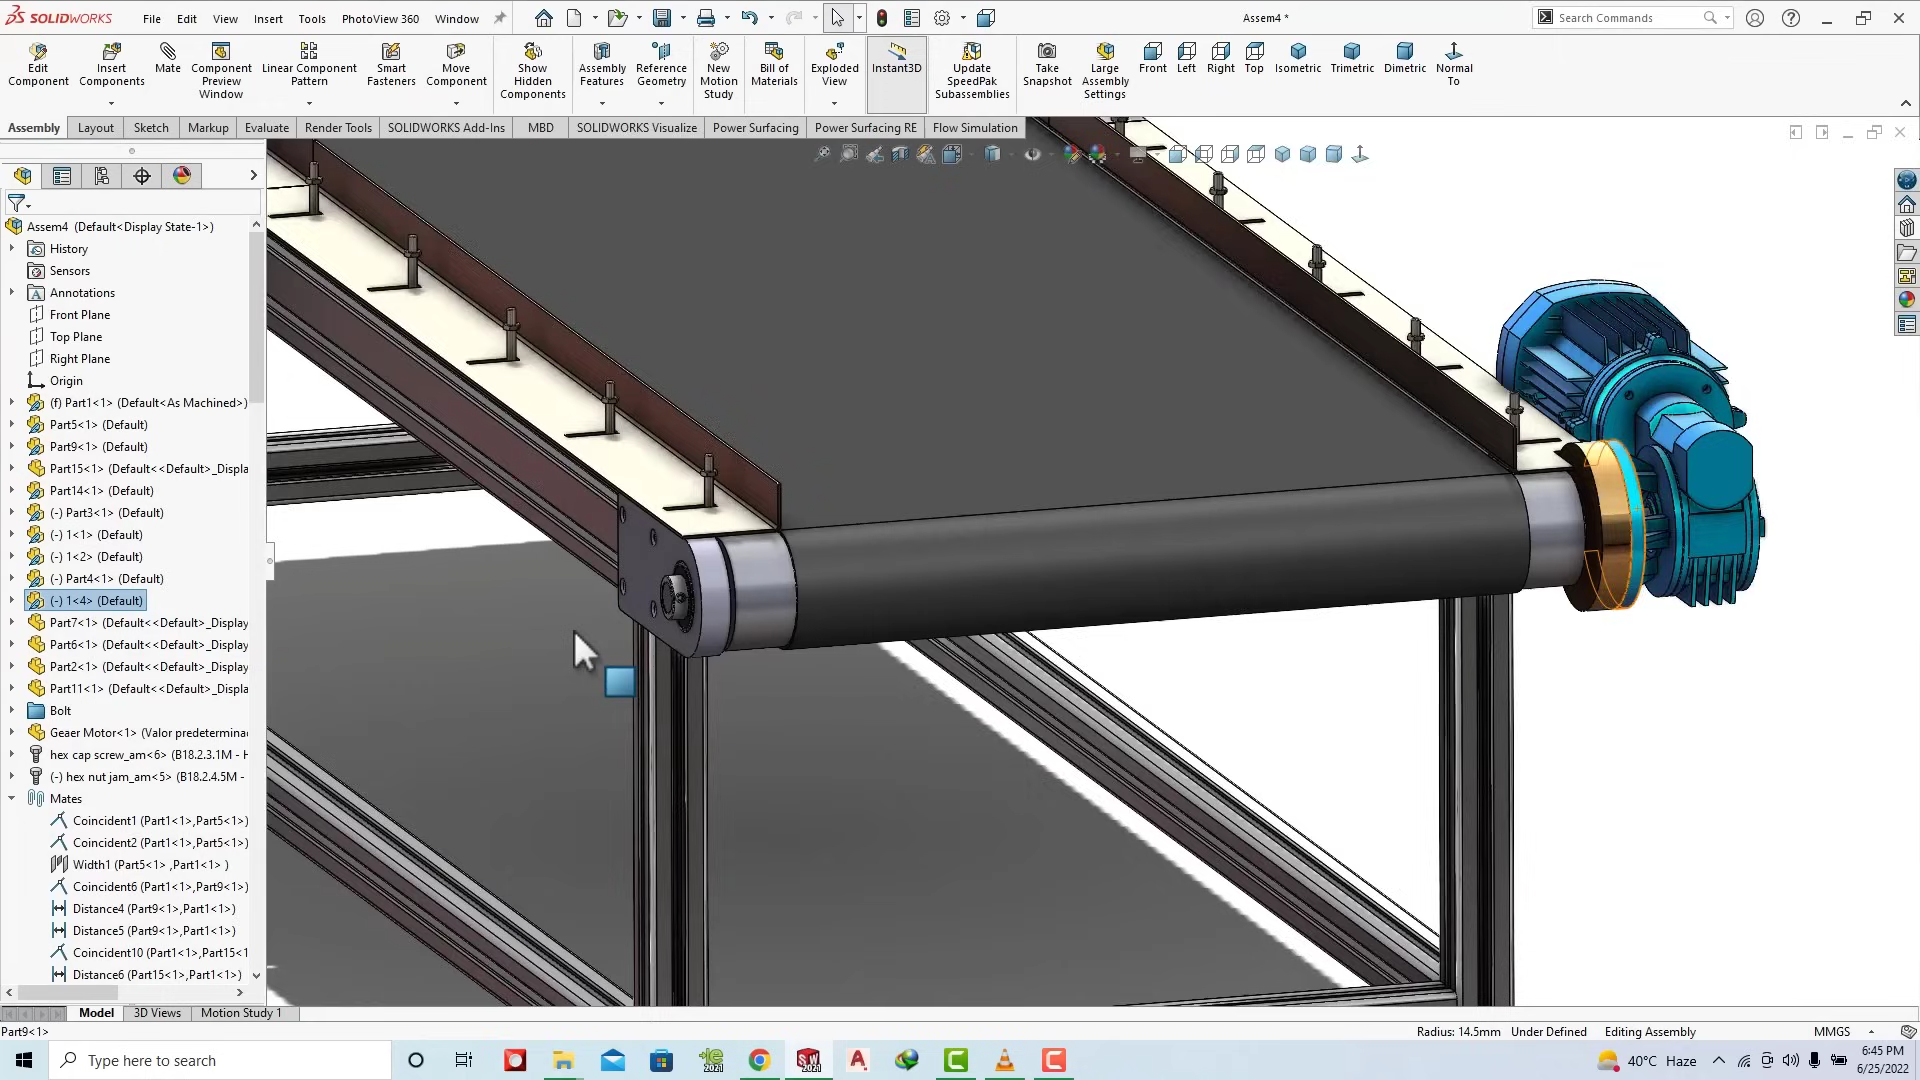 SOLIDWORKS File Edit View Insert Tools PhotoView 360 Window Assem4 * Search Commands
Edit Component
Insert Components
Mate
Component Preview Window
Linear Component Pattern
Smart Fasteners
Move Component
Show Hidden Components
Assembly Features
Reference Geometry
New Motion Study
Bill of Materials
Exploded View
Instant3D
Update SpeedPak Subassemblies
Take Snapshot
Large Assembly Settings
Front
Left
Right
Top
Isometric
Trimetric
Dimetric
Normal To
Assembly Layout Sketch Markup Evaluate Render Tools SOLIDWORKS Add-Ins MBD SOLIDWORKS Visualize Power Surfacing Power Surfacing RE Flow Simulation
Assem4 (Default<Display State-1>)
History
Sensors
Annotations
Front Plane
Top Plane
Right Plane
Origin
(f) Part1<1> (Default<As Machined>)
Part5<1> (Default)
Part9<1> (Default)
Part15<1> (Default<<Default>_Displa
Part14<1> (Default)
(-) Part3<1> (Default)
(-) 1<1> (Default)
(-) 1<2> (Default)
(-) Part4<1> (Default)
(-) 1<4> (Default)
Part7<1> (Default<<Default>_Display
Part6<1> (Default<<Default>_Display
Part2<1> (Default<<Default>_Display
Part11<1> (Default<<Default>_Displa
Bolt
Geaer Motor<1> (Valor predetermina
hex cap screw_am<6> (B18.2.3.1M - H
(-) hex nut jam_am<5> (B18.2.4.5M -
Mates
Coincident1 (Part1<1>,Part5<1>)
Coincident2 (Part1<1>,Part5<1>)
Width1 (Part5<1> ,Part1<1> )
Coincident6 (Part1<1>,Part9<1>)
Distance4 (Part9<1>,Part1<1>)
Distance5 (Part9<1>,Part1<1>)
Coincident10 (Part1<1>,Part15<1
Distance6 (Part15<1>,Part1<1>)
Model 3D Views Motion Study 1
Part9<1> Radius: 14.5mm Under Defined Editing Assembly MMGS
Type here to search 40°C Haze 6:45 PM
6/25/2022